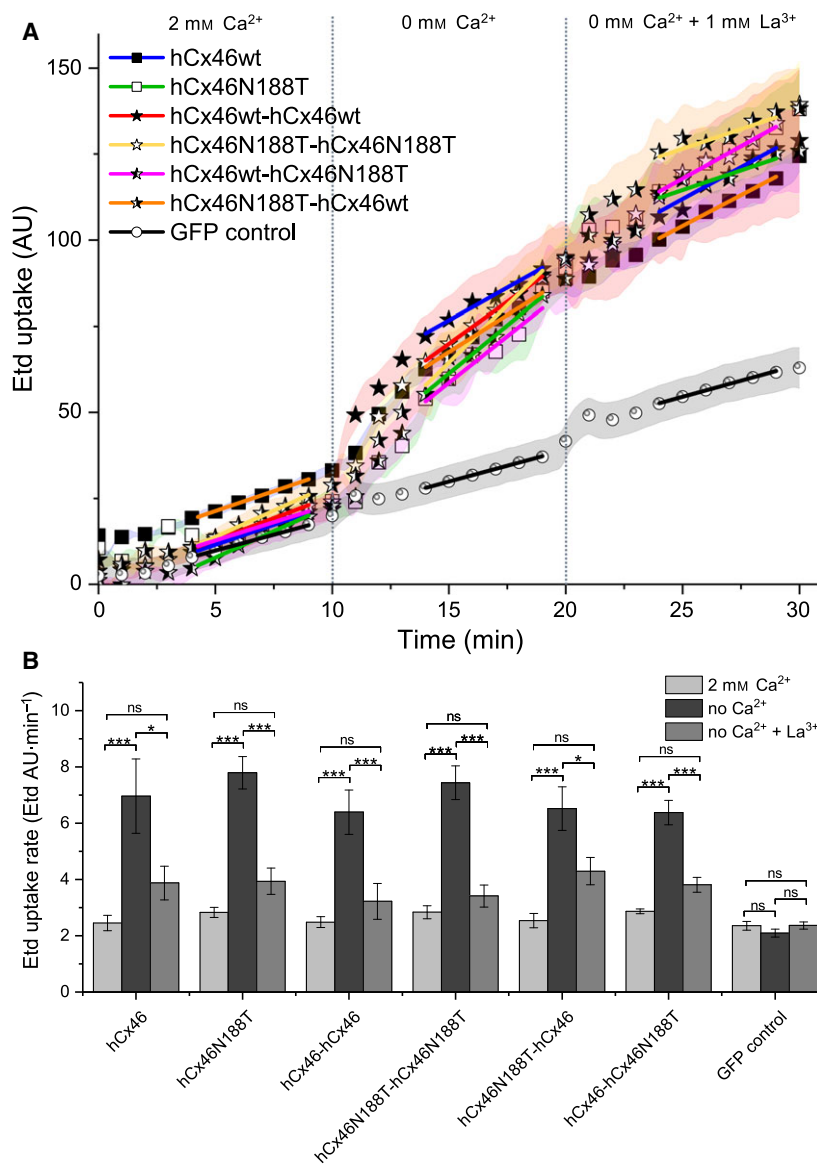 A
2 mM Ca²⁺ 0 mM Ca²⁺ 0 mM Ca²⁺ + 1 mM La³⁺
hCx46wt
hCx46N188T
hCx46wt-hCx46wt
hCx46N188T-hCx46N188T
hCx46wt-hCx46N188T
hCx46N188T-hCx46wt
GFP control
Etd uptake (AU)
150
100
50
0
0 5 10 15 20 25 30
Time (min)
B
2 mM Ca²⁺
no Ca²⁺
no Ca²⁺ + La³⁺
Etd uptake rate (Etd AU·min⁻¹)
10
8
6
4
2
0
ns
*** *
ns
*** ***
ns
*** ***
ns
*** ***
ns
*** *
ns
*** ***
ns
ns ns
hCx46
hCx46N188T
hCx46-hCx46
hCx46N188T-hCx46N188T
hCx46N188T-hCx46
hCx46-hCx46N188T
GFP control